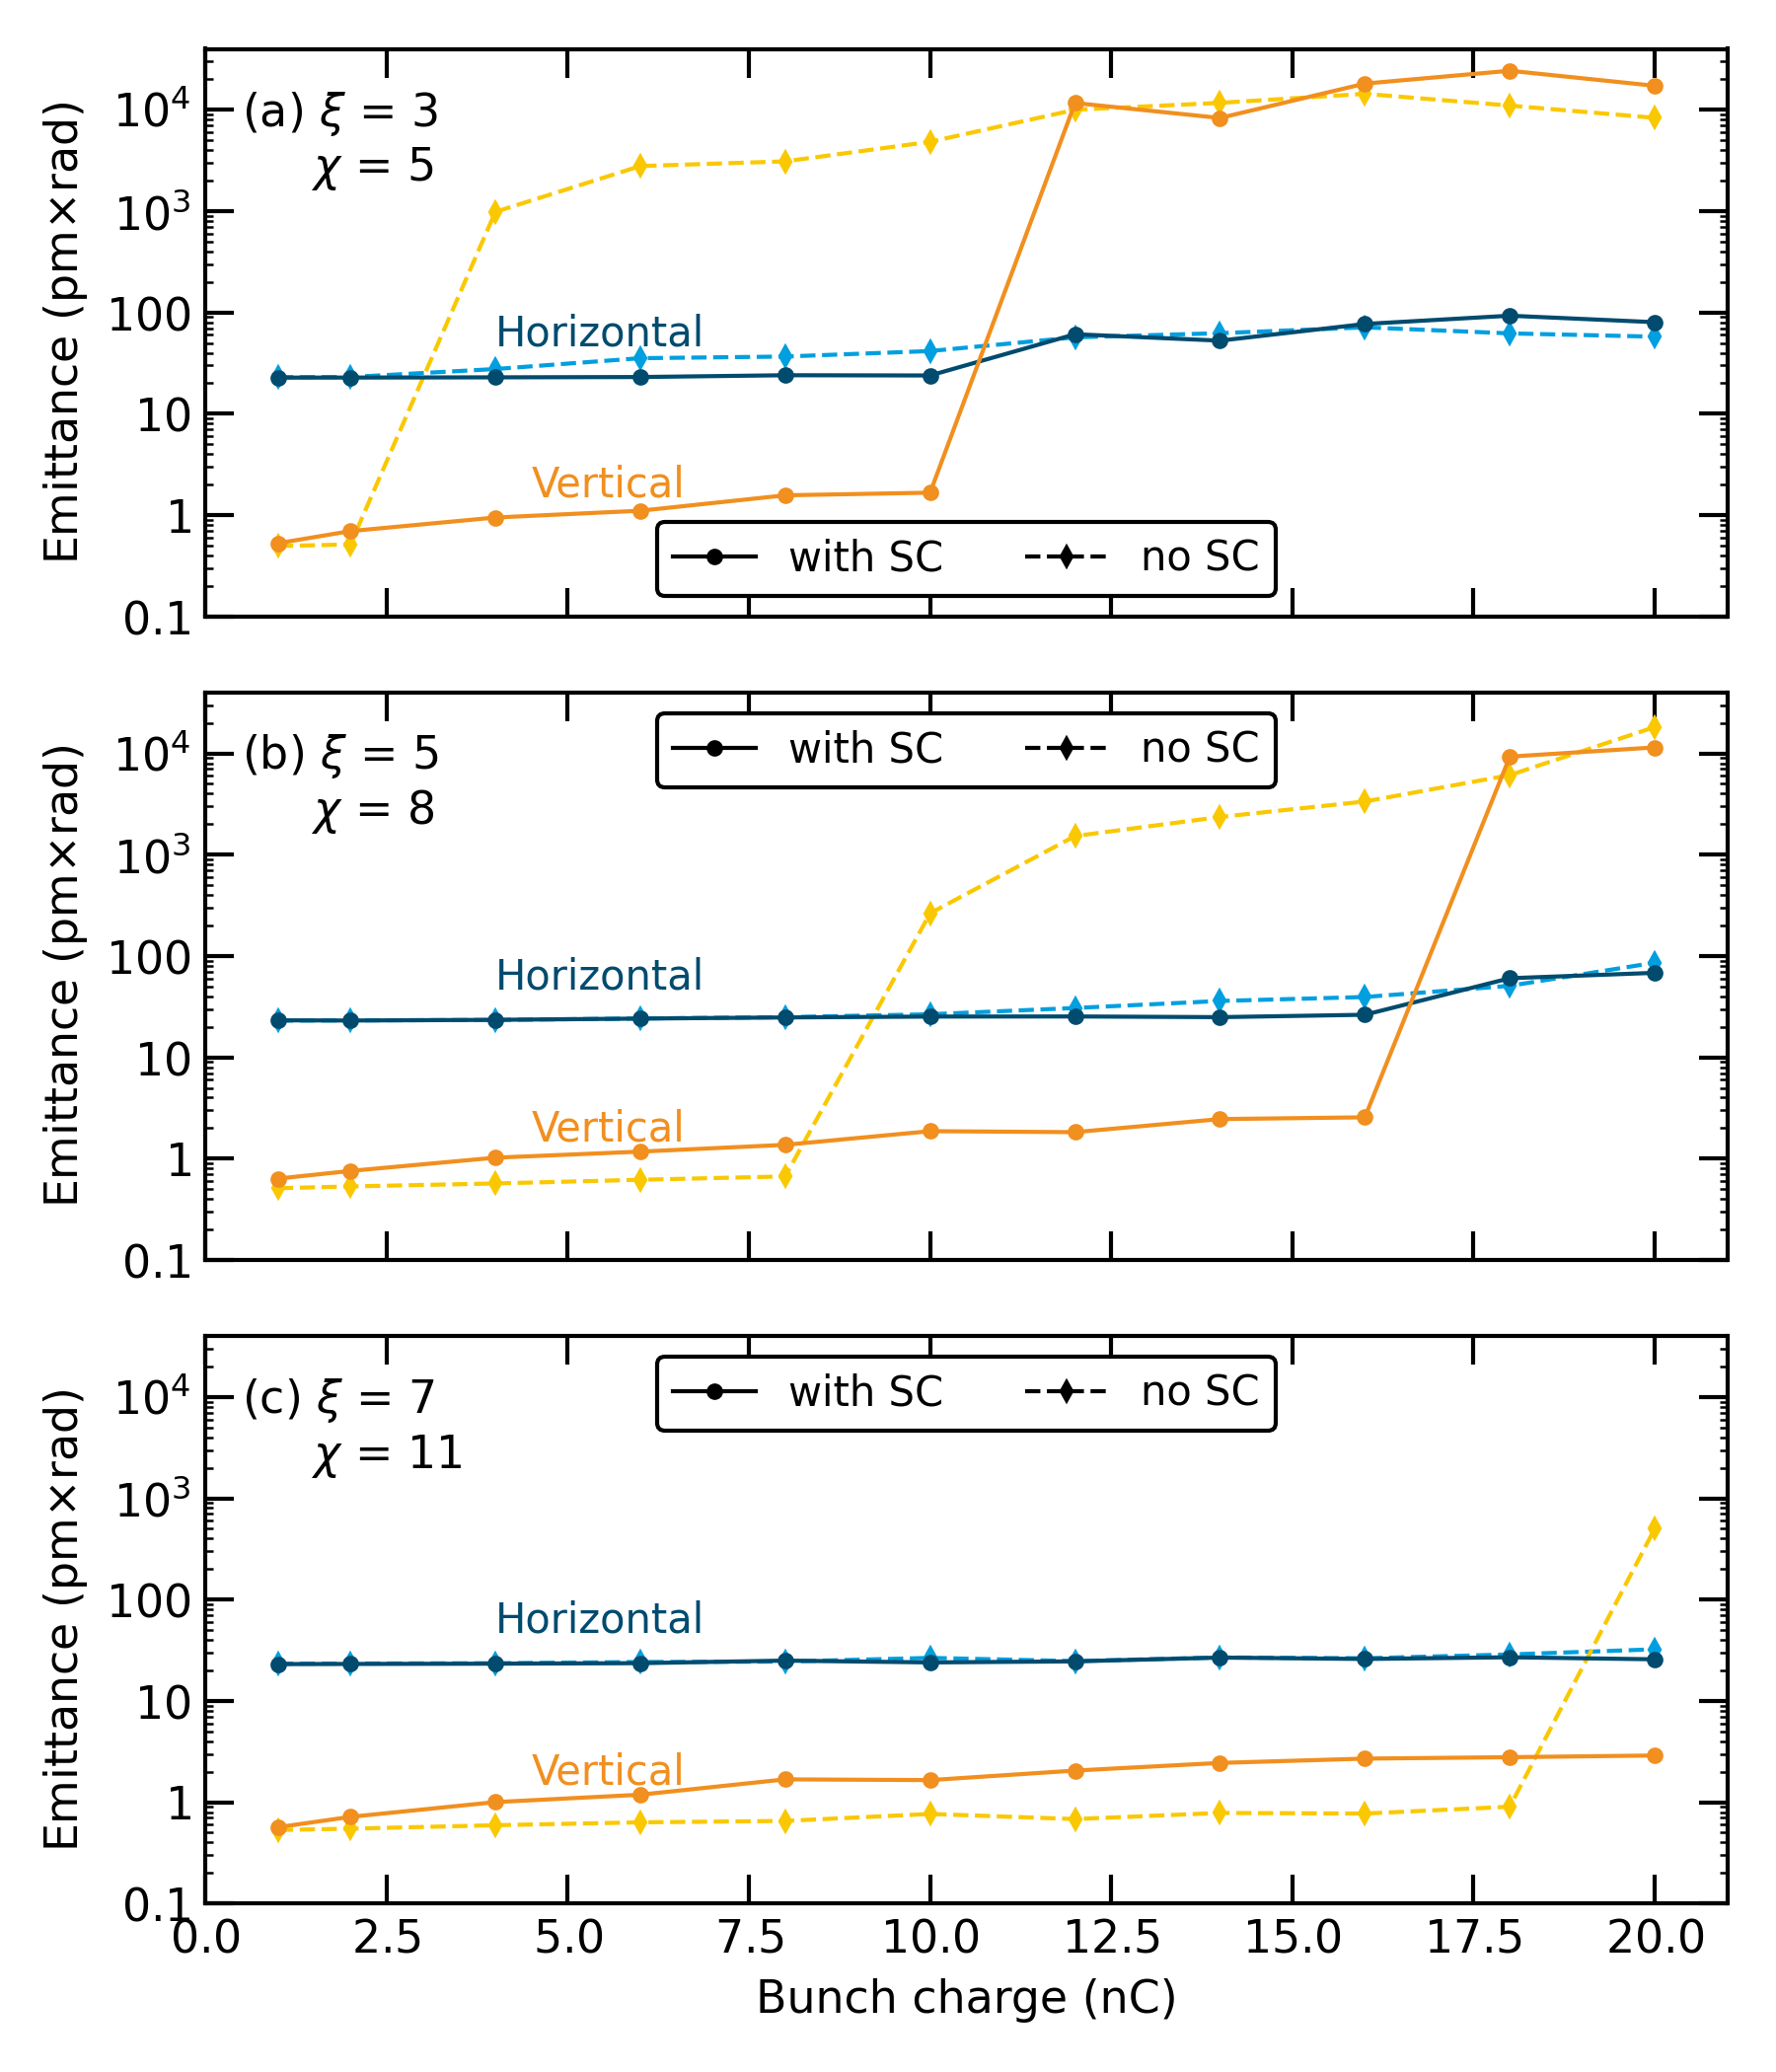 (a) ξ = 3
χ = 5
Emittance (pm×rad)
10⁴
10³
100
10
1
0.1
Horizontal
Vertical
with SC no SC
(b) ξ = 5
χ = 8
Emittance (pm×rad)
10⁴
10³
100
10
1
0.1
with SC no SC
Horizontal
Vertical
(c) ξ = 7
χ = 11
Emittance (pm×rad)
10⁴
10³
100
10
1
0.1
with SC no SC
Horizontal
Vertical
0.0 2.5 5.0 7.5 10.0 12.5 15.0 17.5 20.0
Bunch charge (nC)